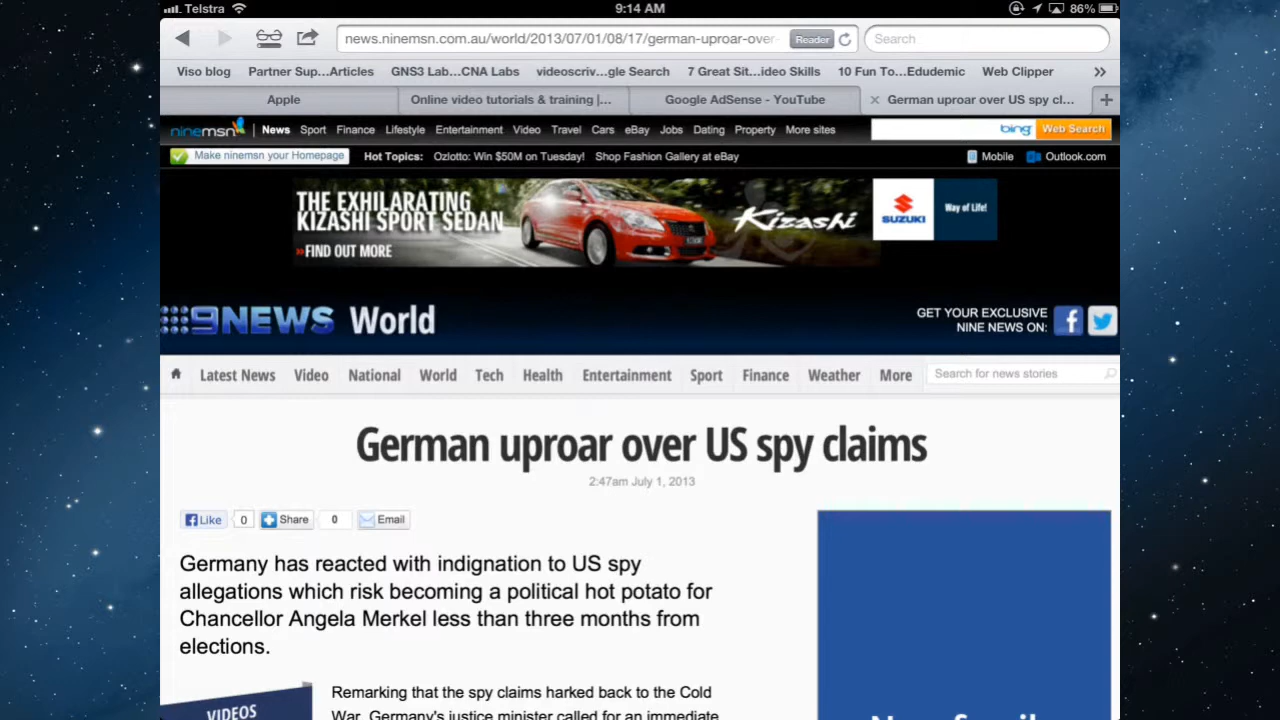 Telstra
9:14 AM
86%
news.ninemsn.com.au/world/2013/07/01/08/17/german-uproar-over-
Reader
Search
Viso blog
Partner Sup...Articles
GNS3 Lab...CNA Labs
videoscriv...gle Search
7 Great Sit...ideo Skills
10 Fun To...Edudemic
Web Clipper
Apple
Online video tutorials & training |...
Google AdSense - YouTube
German uproar over US spy cl...
ninemsn
News Sport Finance Lifestyle Entertainment Video Travel Cars eBay Jobs Dating Property More sites
bing
Web Search
Make ninemsn your Homepage
Hot Topics: Ozlotto: Win $50M on Tuesday! Shop Fashion Gallery at eBay
Mobile
Outlook.com
THE EXHILARATING
KIZASHI SPORT SEDAN
»FIND OUT MORE
Kizashi
SUZUKI
Way of Life!
9NEWS World
GET YOUR EXCLUSIVE
NINE NEWS ON:
Latest News Video National World Tech Health Entertainment Sport Finance Weather More
Search for news stories
German uproar over US spy claims
2:47am July 1, 2013
Like
0
Share
0
Email
Germany has reacted with indignation to US spy
allegations which risk becoming a political hot potato for
Chancellor Angela Merkel less than three months from
elections.
VIDEOS
Remarking that the spy claims harked back to the Cold
War, Germany's justice minister called for an immediate